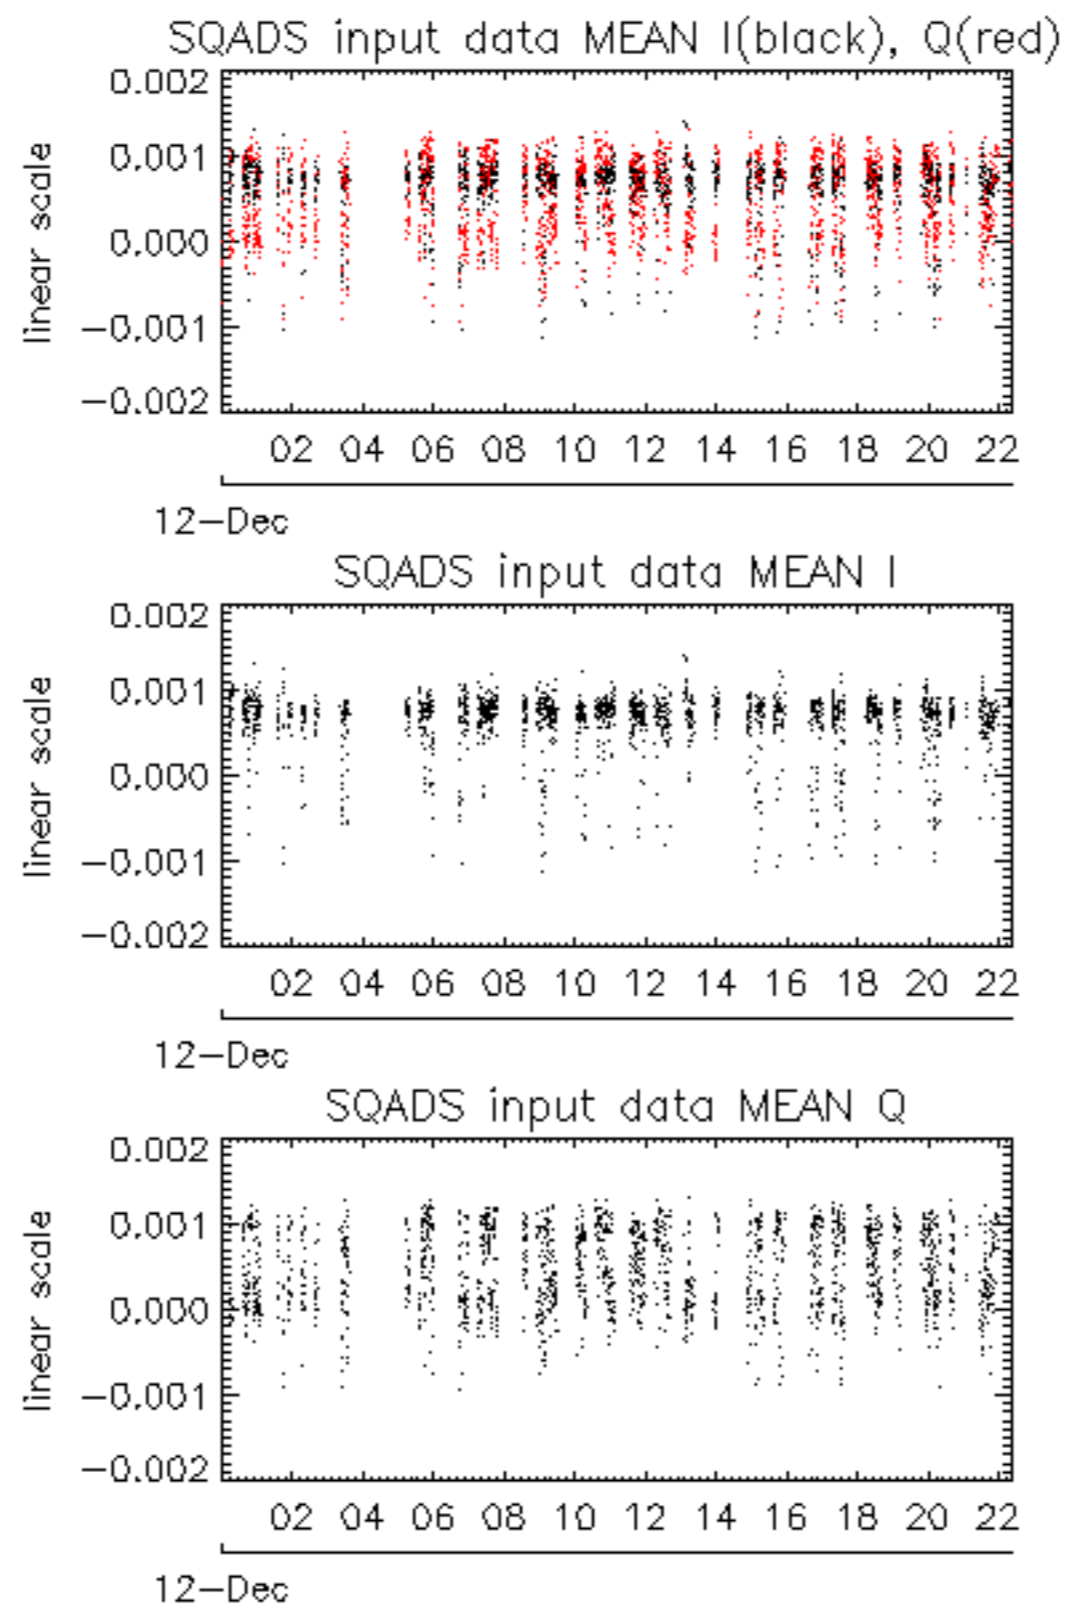 SQADS input data MEAN I(black), Q(red)
0.002
0.001
0.000
−0.001
−0.002
linear scale
02 04 06 08 10 12 14 16 18 20 22
12−Dec
SQADS input data MEAN I
0.002
0.001
0.000
−0.001
−0.002
linear scale
02 04 06 08 10 12 14 16 18 20 22
12−Dec
SQADS input data MEAN Q
0.002
0.001
0.000
−0.001
−0.002
linear scale
02 04 06 08 10 12 14 16 18 20 22
12−Dec